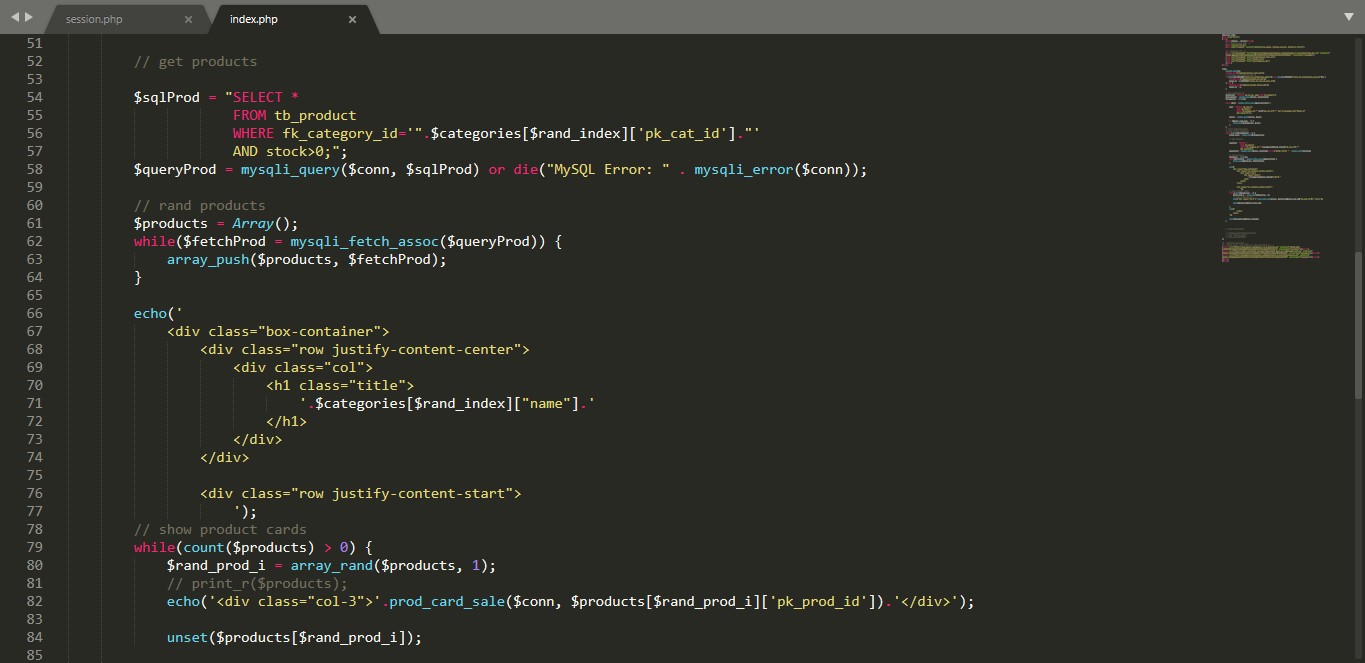 session.php × index.php ×
51
52 // get products
53
54 $sqlProd = "SELECT *
55 FROM tb_product
56 WHERE fk_category_id='".$categories[$rand_index]['pk_cat_id']."'
57 AND stock>0;";
58 $queryProd = mysqli_query($conn, $sqlProd) or die("MySQL Error: " . mysqli_error($conn));
59
60 // rand products
61 $products = Array();
62 while($fetchProd = mysqli_fetch_assoc($queryProd)) {
63 array_push($products, $fetchProd);
64 }
65
66 echo('
67 <div class="box-container">
68 <div class="row justify-content-center">
69 <div class="col">
70 <h1 class="title">
71 '.$categories[$rand_index]["name"].'
72 </h1>
73 </div>
74 </div>
75
76 <div class="row justify-content-start">
77 ');
78 // show product cards
79 while(count($products) > 0) {
80 $rand_prod_i = array_rand($products, 1);
81 // print_r($products);
82 echo('<div class="col-3">'.prod_card_sale($conn, $products[$rand_prod_i]['pk_prod_id']).'</div>');
83
84 unset($products[$rand_prod_i]);
85